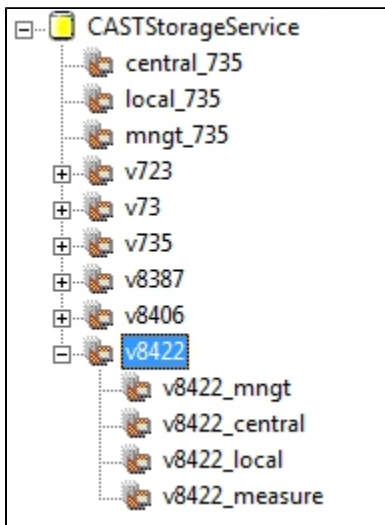 CASTStorageService
central_735
local_735
mngt_735
v723
v73
v735
v8387
v8406
v8422
v8422_mngt
v8422_central
v8422_local
v8422_measure